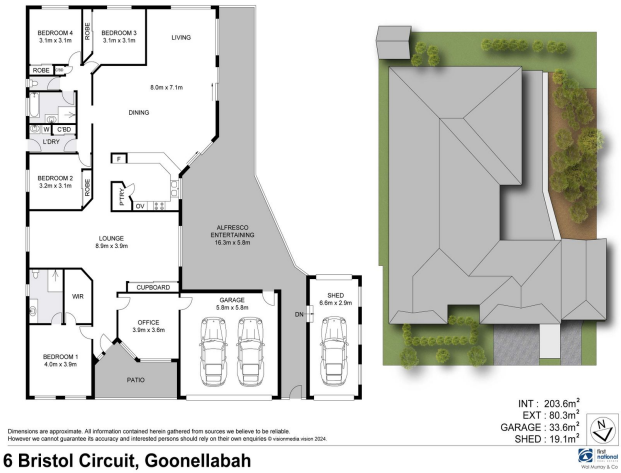 BEDROOM 4
3.1m x 3.1m
ROBE
BEDROOM 3
3.1m x 3.1m
LIVING
ROBE
8.0m x 7.1m
DINING
W
C'BD
L'DRY
F
BEDROOM 2
3.2m x 3.1m
ROBE
P'TRY
OV
LOUNGE
8.9m x 3.9m
ALFRESCO
ENTERTAINING
16.3m x 5.8m
WIR
CUPBOARD
GARAGE
5.8m x 5.8m
SHED
6.6m x 2.9m
OFFICE
3.9m x 3.6m
DN
BEDROOM 1
4.0m x 3.9m
PATIO
INT : 203.6m²
EXT : 80.3m²
GARAGE : 33.6m²
SHED : 19.1m²
N
Dimensions are approximate. All information contained herein gathered from sources we believe to be reliable.
However we cannot guarantee its accuracy and interested persons should rely on their own enquiries © visionmedia.vision 2024.
6 Bristol Circuit, Goonellabah
first
national
Wal Murray & Co